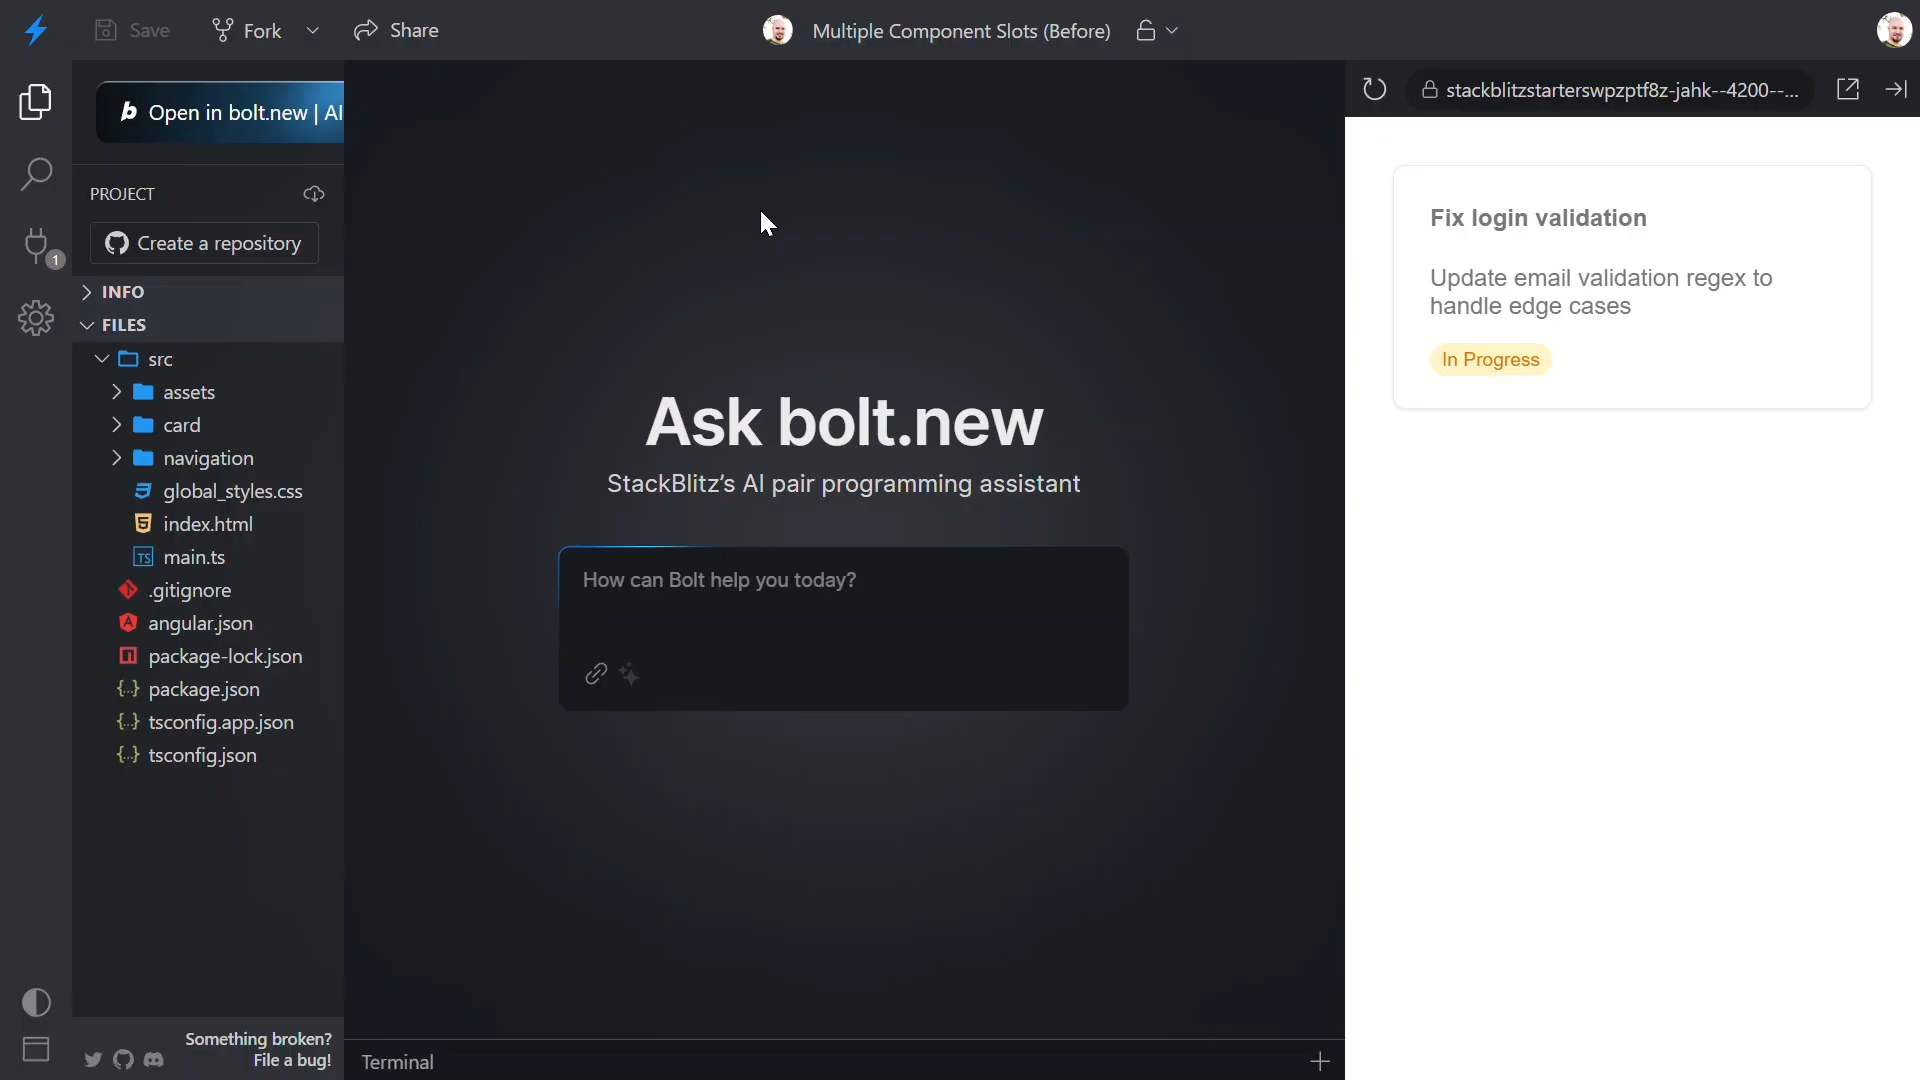 Save
Fork
Share
Multiple Component Slots (Before)
b Open in bolt.new | AI
stackblitzstarterswpzptf8z-jahk--4200--...
PROJECT
Create a repository
1
INFO
FILES
src
assets
card
navigation
global_styles.css
index.html
TS main.ts
.gitignore
angular.json
package-lock.json
package.json
tsconfig.app.json
tsconfig.json
Something broken?
File a bug!
Ask bolt.new
StackBlitz's AI pair programming assistant
How can Bolt help you today?
Terminal
Fix login validation
Update email validation regex to
handle edge cases
In Progress